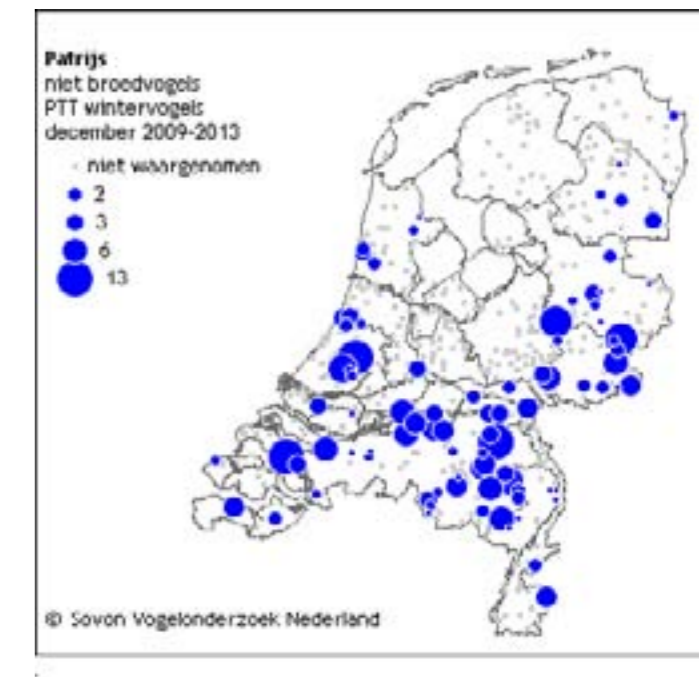 Patrijs
niet broedvogels
PTT wintervogels
december 2009-2013
niet waargenomen
2
3
6
13
© Sovon Vogelonderzoek Nederland